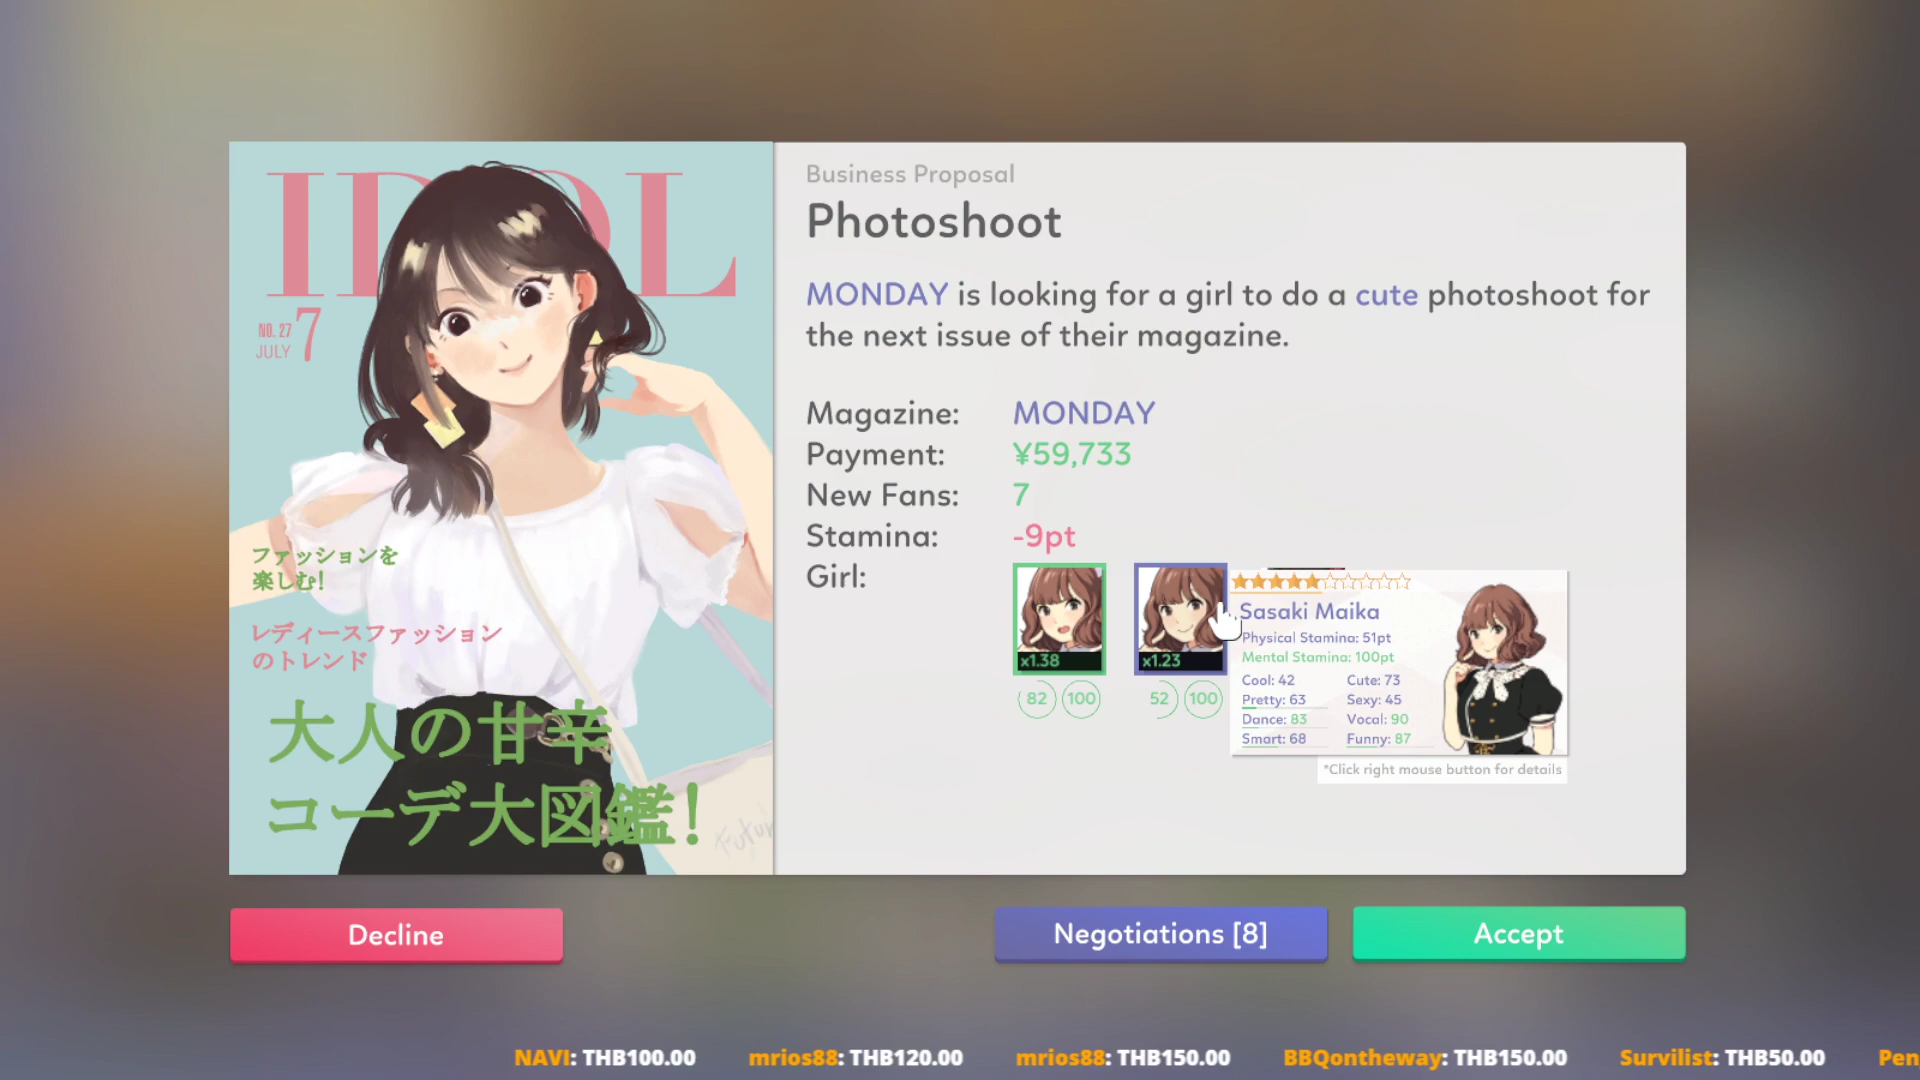 IDOL
NO. 27 7
JULY
ファッションを
楽しむ!
レディースファッション
のトレンド
大人の甘辛
コーデ大図鑑!
Business Proposal
Photoshoot
MONDAY is looking for a girl to do a cute photoshoot for
the next issue of their magazine.
Magazine: MONDAY
Payment: ¥59,733
New Fans: 7
Stamina: -9pt
Girl:
x1.38
x1.23
82 100
52 100
Sasaki Maika
Physical Stamina: 51pt
Mental Stamina: 100pt
Cool: 42 Cute: 73
Pretty: 63 Sexy: 45
Dance: 83 Vocal: 90
Smart: 68 Funny: 87
*Click right mouse button for details
Decline
Negotiations [8]
Accept
NAVI: THB100.00 mrios88: THB120.00 mrios88: THB150.00 BBQontheway: THB150.00 Survilist: THB50.00 Pen